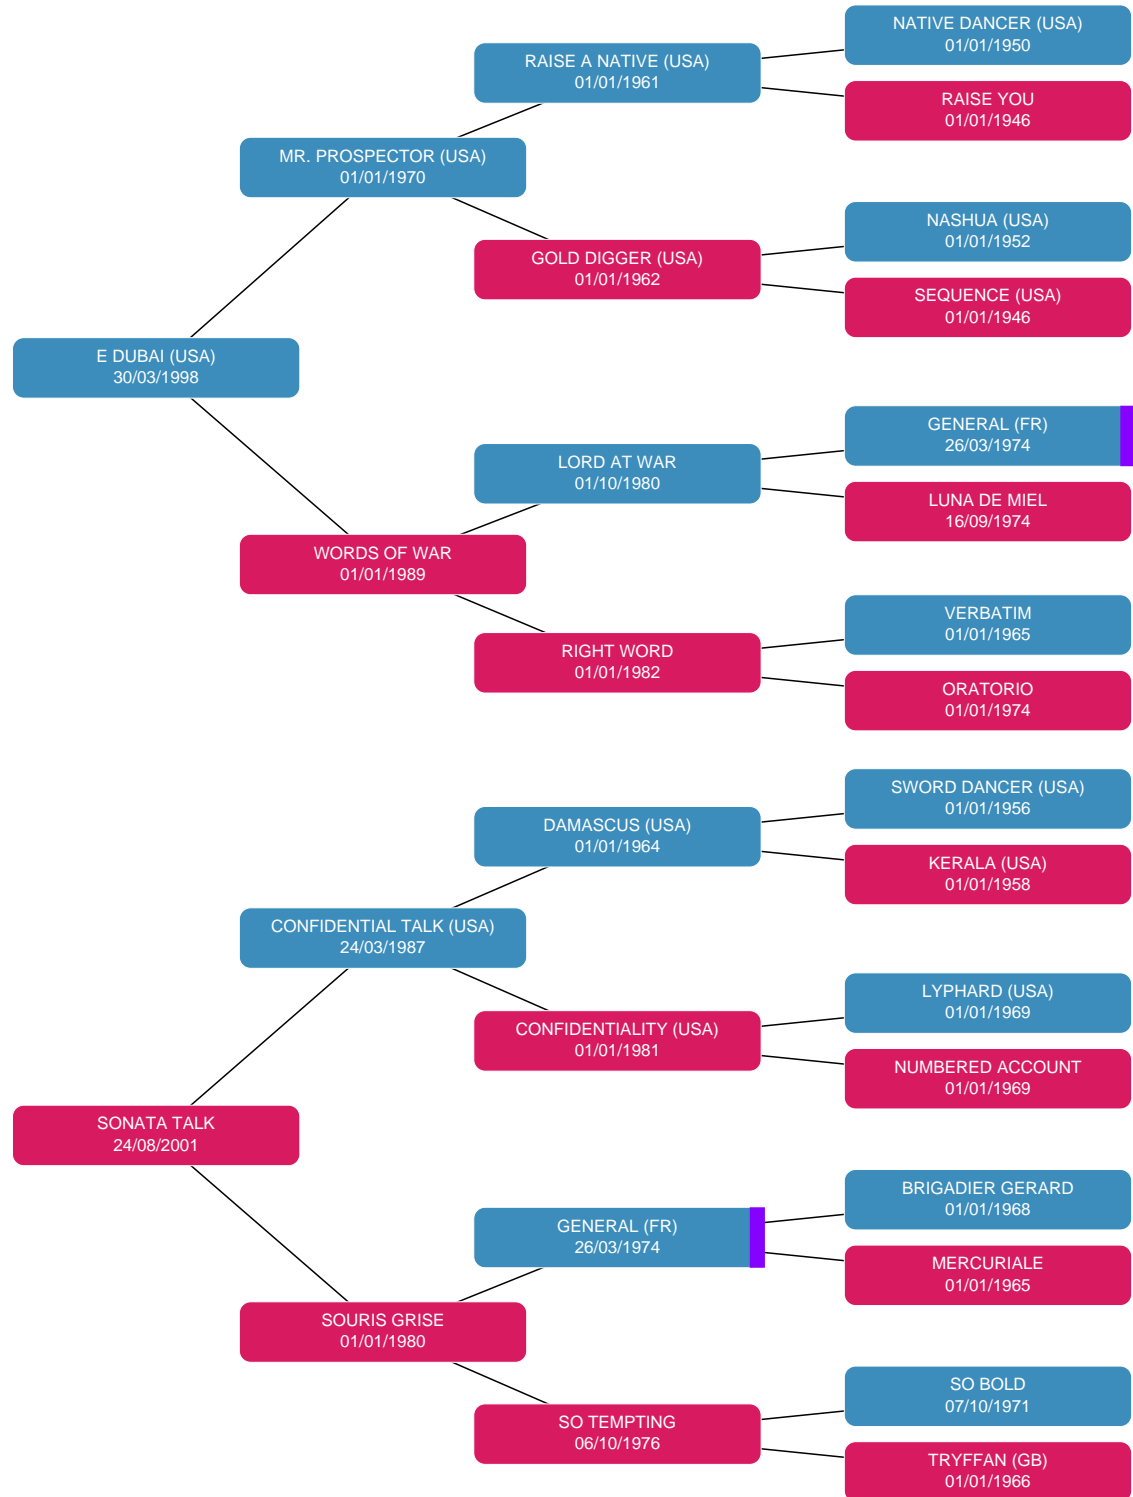 NATIVE DANCER (USA)
01/01/1950
RAISE A NATIVE (USA)
01/01/1961
RAISE YOU
01/01/1946
MR. PROSPECTOR (USA)
01/01/1970
NASHUA (USA)
01/01/1952
GOLD DIGGER (USA)
01/01/1962
SEQUENCE (USA)
01/01/1946
E DUBAI (USA)
30/03/1998
GENERAL (FR)
26/03/1974
LORD AT WAR
01/10/1980
LUNA DE MIEL
16/09/1974
WORDS OF WAR
01/01/1989
VERBATIM
01/01/1965
RIGHT WORD
01/01/1982
ORATORIO
01/01/1974
SWORD DANCER (USA)
01/01/1956
DAMASCUS (USA)
01/01/1964
KERALA (USA)
01/01/1958
CONFIDENTIAL TALK (USA)
24/03/1987
LYPHARD (USA)
01/01/1969
CONFIDENTIALITY (USA)
01/01/1981
NUMBERED ACCOUNT
01/01/1969
SONATA TALK
24/08/2001
BRIGADIER GERARD
01/01/1968
GENERAL (FR)
26/03/1974
MERCURIALE
01/01/1965
SOURIS GRISE
01/01/1980
SO BOLD
07/10/1971
SO TEMPTING
06/10/1976
TRYFFAN (GB)
01/01/1966